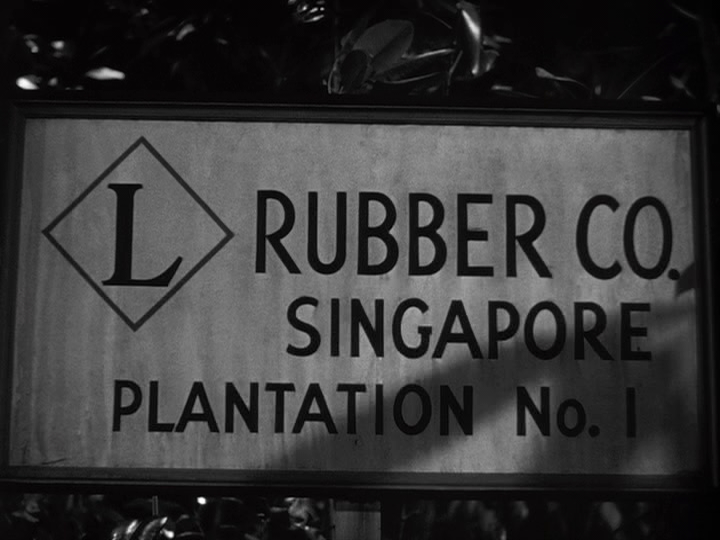 L RUBBER CO.
SINGAPORE
PLANTATION No. 1